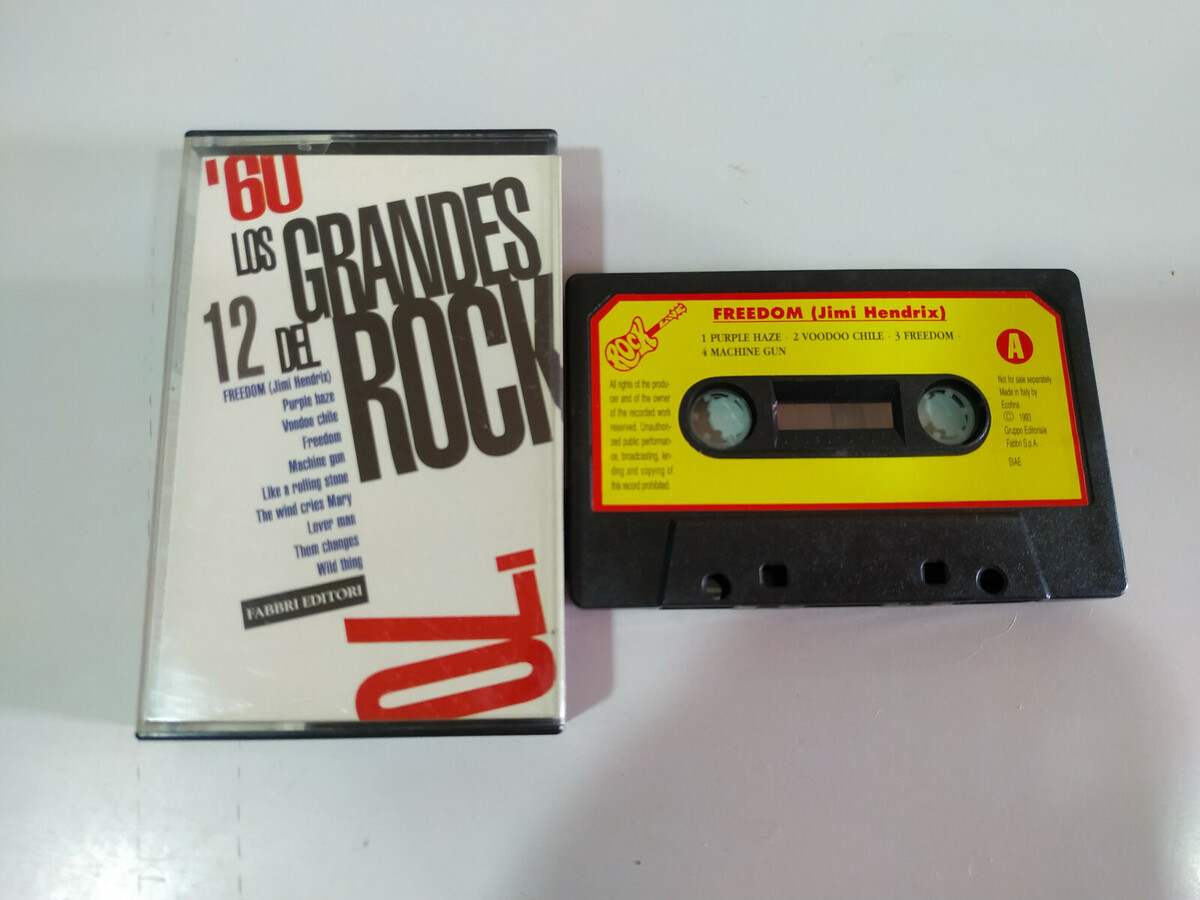 '60
LOS GRANDES
12 DEL ROCK
FREEDOM (Jimi Hendrix)
Purple haze
Voodoo chile
Freedom
Machine gun
Like a rolling stone
The wind cries Mary
Lover man
Them changes
Wild thing
FABBRI EDITORI
'70
ROCK
FREEDOM (Jimi Hendrix)
1 PURPLE HAZE - 2 VOODOO CHILE - 3 FREEDOM -
4 MACHINE GUN
A
All rights of the produ-
cer and of the owner
of the recorded work
reserved. Unauthori-
zed public performan-
ce, broadcasting, len-
ding and copying of
this record prohibited.
Not for sale separately
Made in Italy by
Ecofina
© 1993
Gruppo Editoriale
Fabbri S.p.A.
SIAE